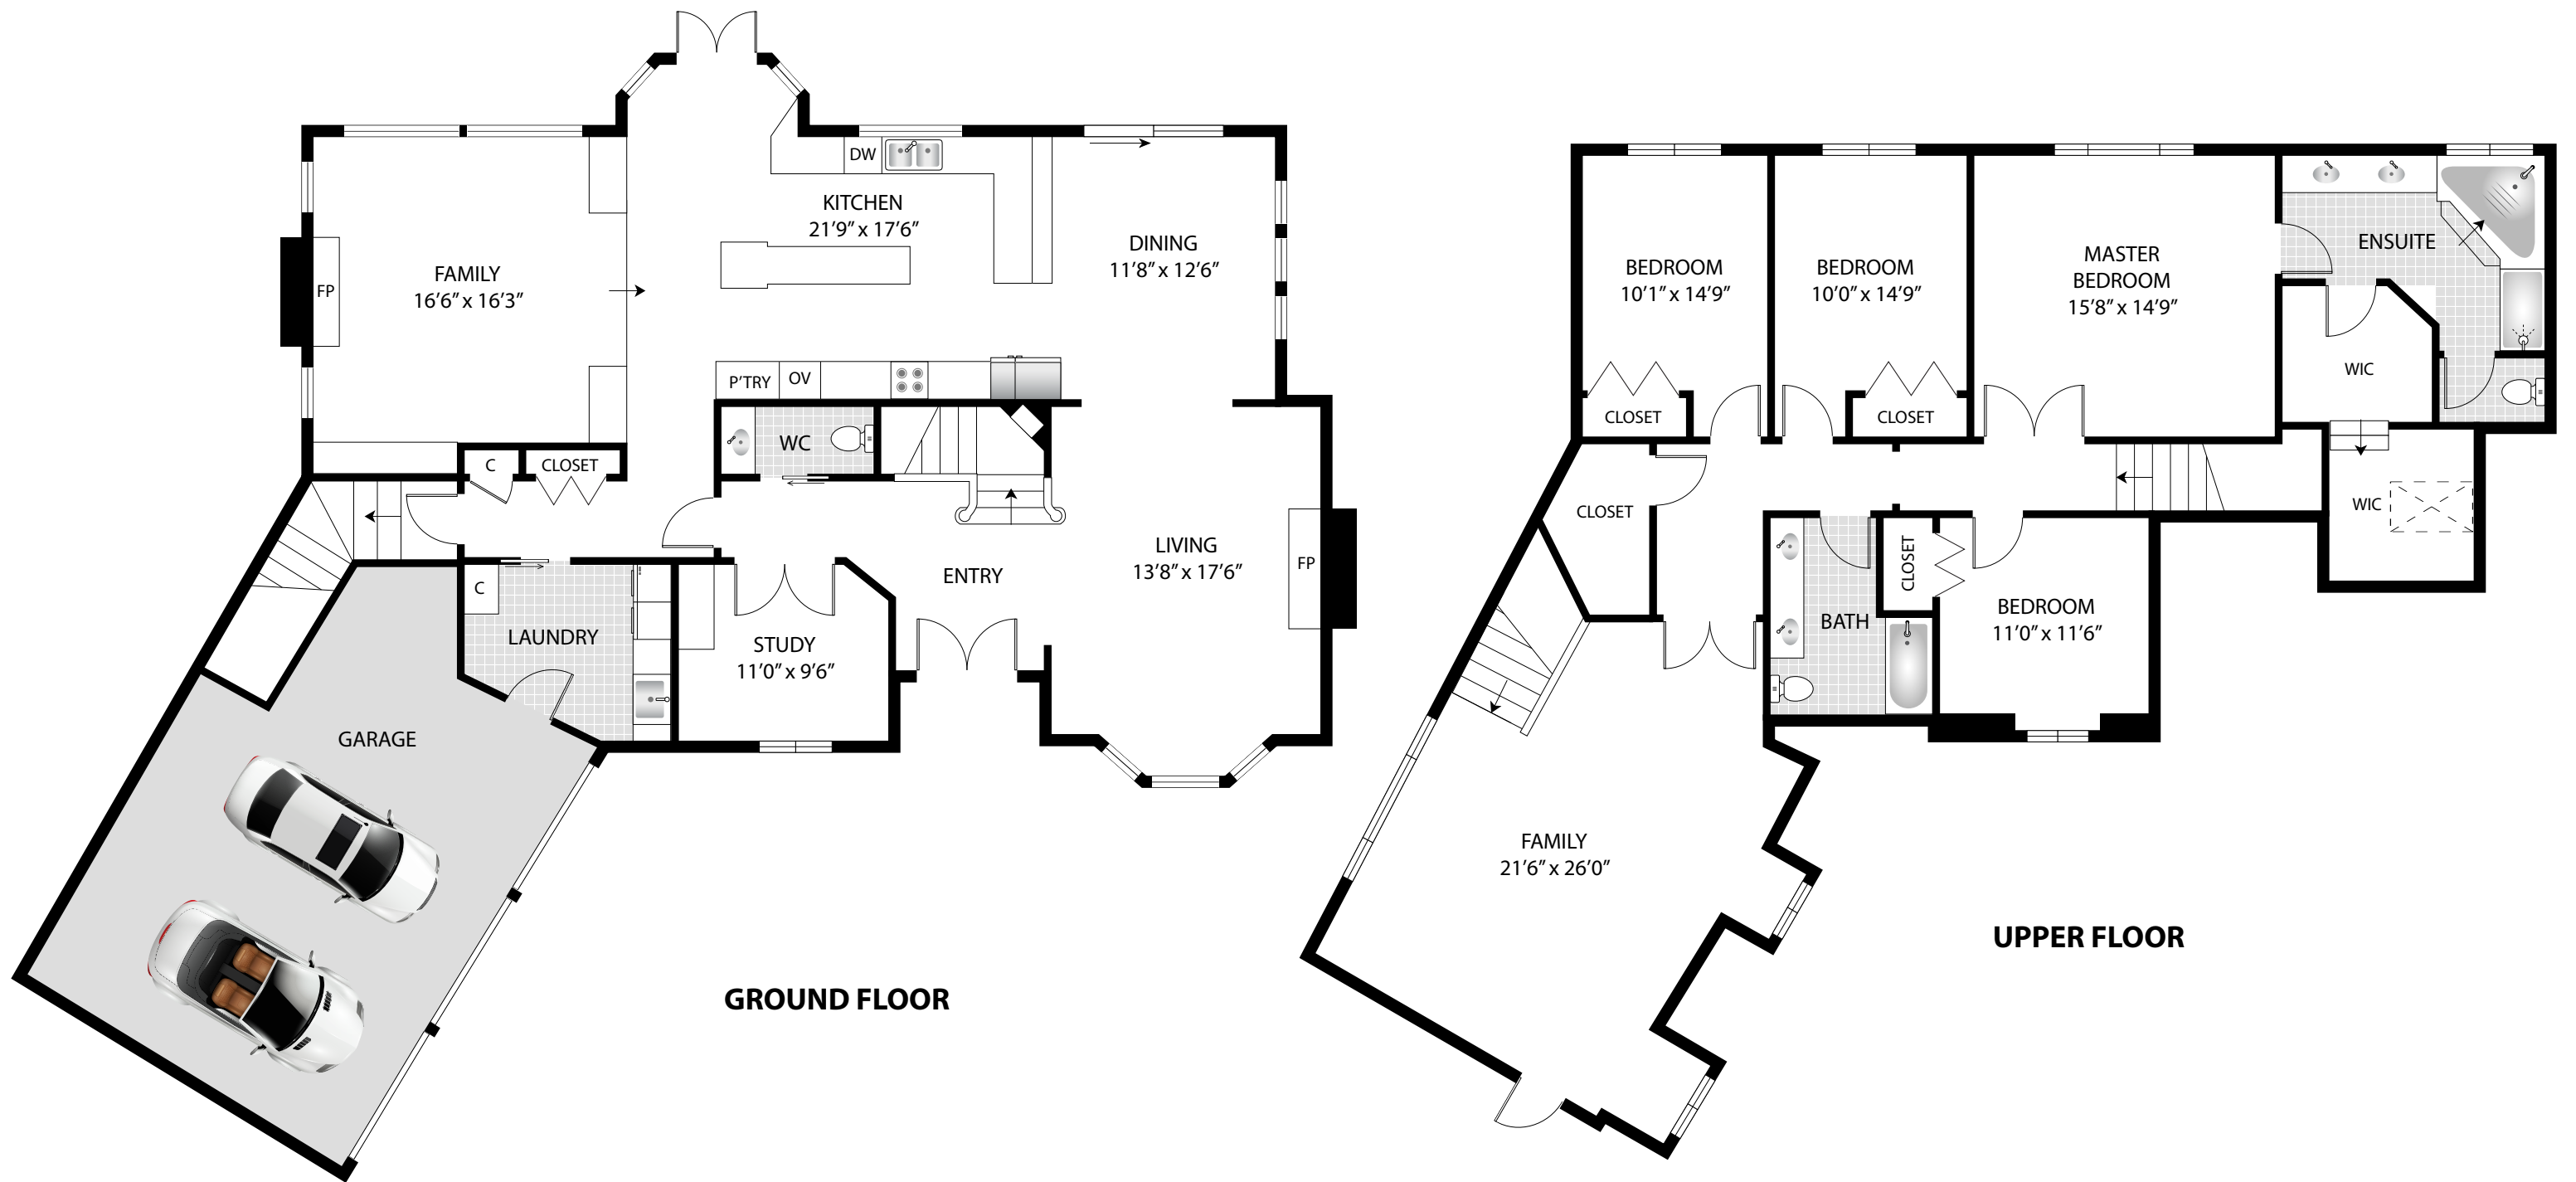 DW
KITCHEN
21'9" x 17'6"
DINING
11'8" x 12'6"
FAMILY
16'6" x 16'3"
FP
P'TRY
OV
WC
C
CLOSET
LIVING
13'8" x 17'6"
FP
ENTRY
C
LAUNDRY
STUDY
11'0" x 9'6"
GARAGE
GROUND FLOOR
ENSUITE
MASTER
BEDROOM
15'8" x 14'9"
BEDROOM
10'1" x 14'9"
BEDROOM
10'0" x 14'9"
WIC
CLOSET
CLOSET
CLOSET
WIC
CLOSET
BEDROOM
11'0" x 11'6"
BATH
FAMILY
21'6" x 26'0"
UPPER FLOOR